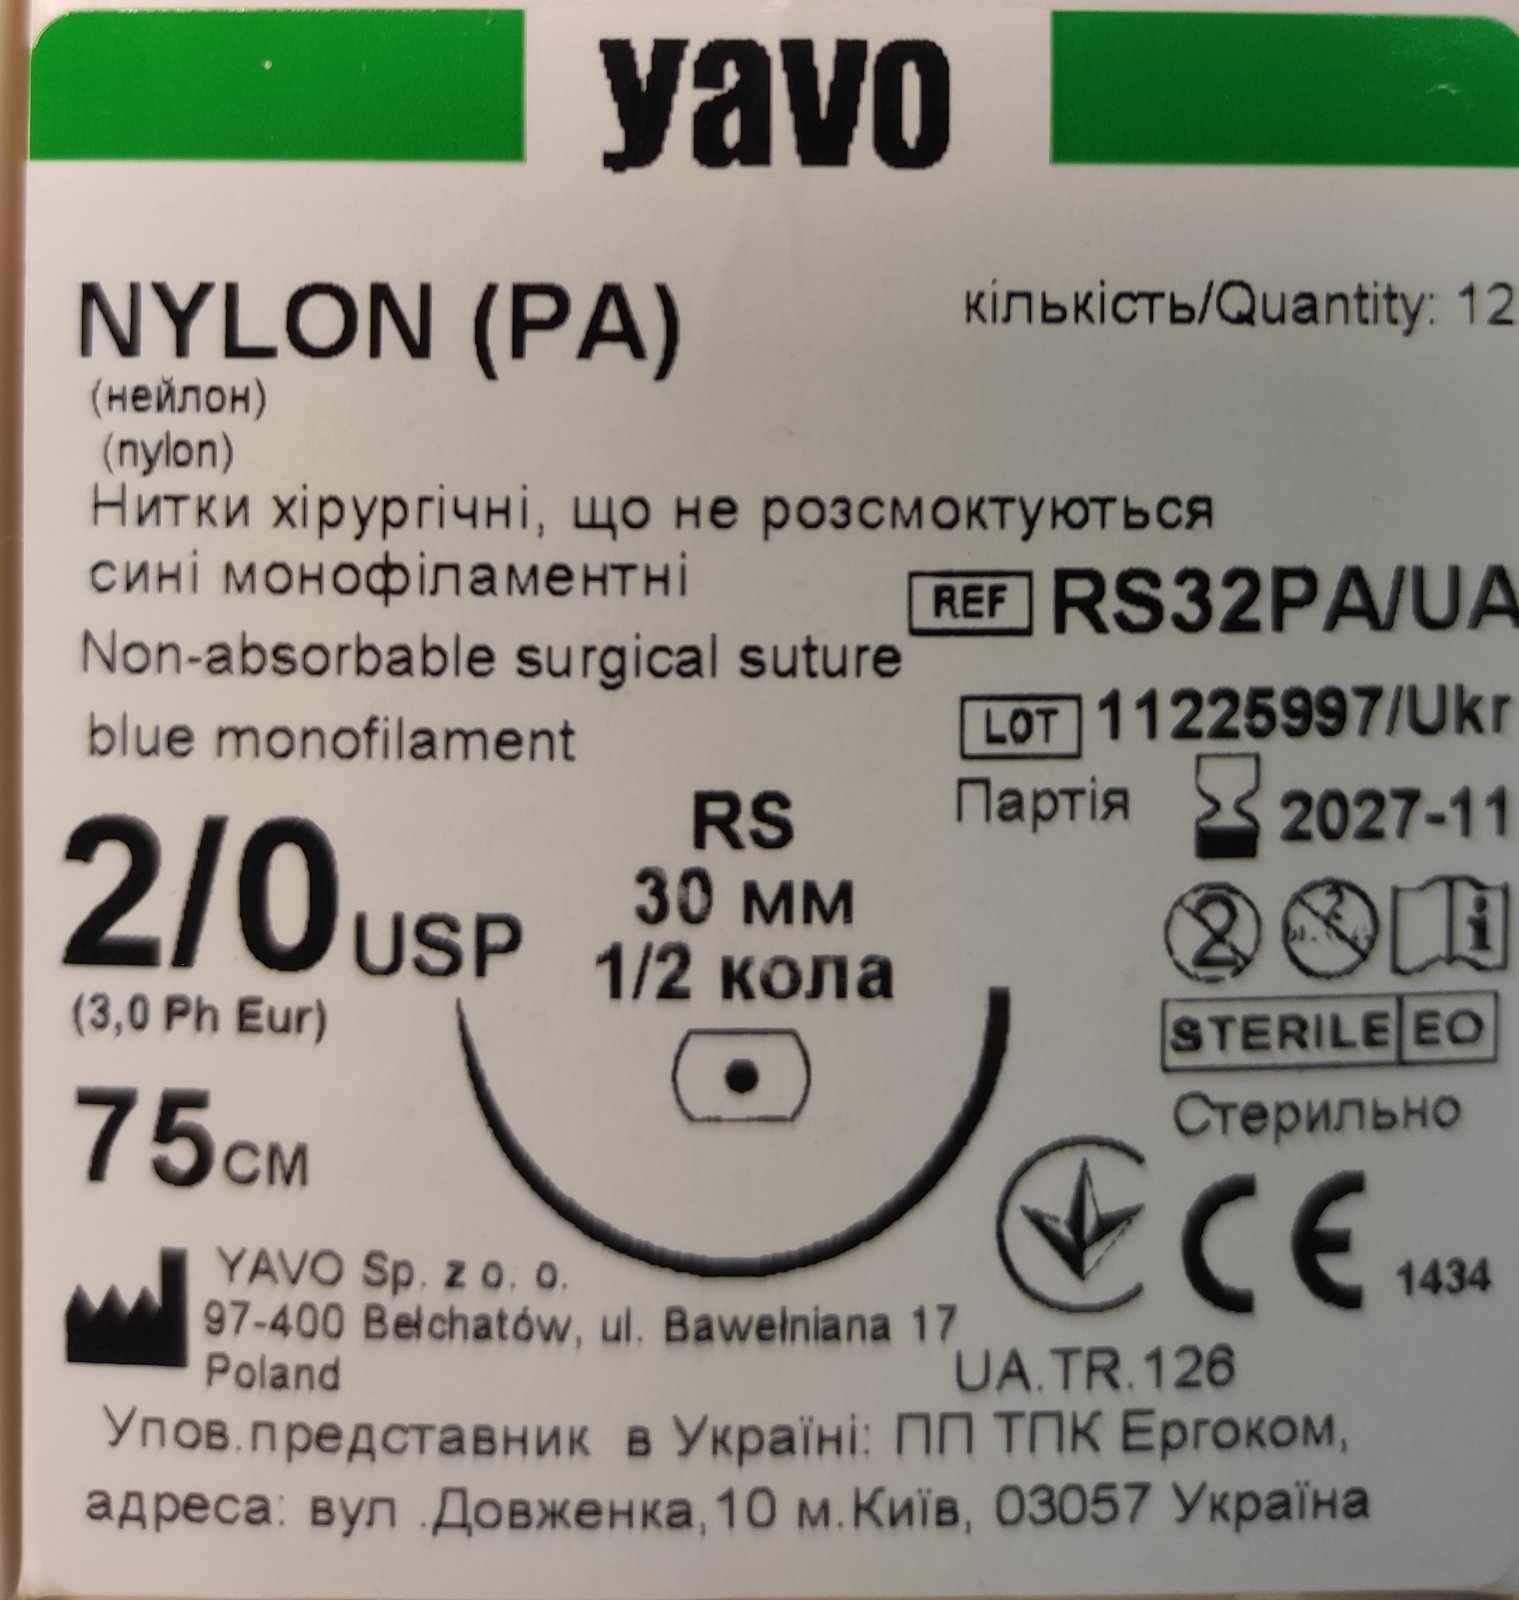 yavo
NYLON (PA)
кількість/Quantity: 12
(нейлон)
(nylon)
Нитки хірургічні, що не розсмоктуються
сині монофіламентні
REF RS32PA/UA
Non-absorbable surgical suture
LOT 11225997/Ukr
blue monofilament
Партія 2027-11
RS
2/0 USP
30 мм
1/2 кола
2
(3,0 Ph Eur)
STERILE EO
Стерильно
75 см
CE 1434
YAVO Sp. z o. o.
97-400 Bełchatów, ul. Bawełniana 17
Poland
UA.TR.126
Упов.представник в Україні: ПП ТПК Ергоком,
адреса: вул .Довженка,10 м.Київ, 03057 Україна